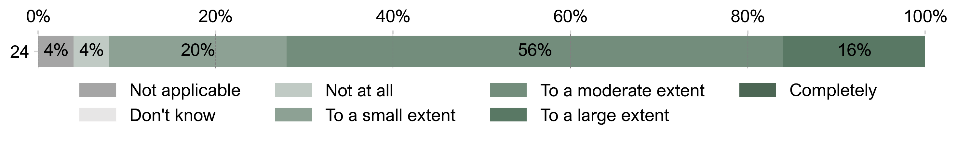 0% 20% 40% 60% 80% 100%
24 4% 4% 20% 56% 16%
Not applicable Not at all To a moderate extent Completely
Don't know To a small extent To a large extent